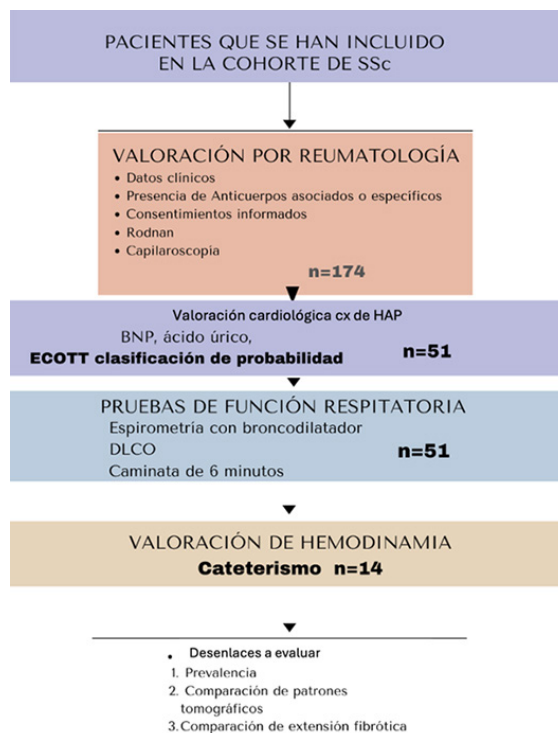 PACIENTES QUE SE HAN INCLUIDO
EN LA COHORTE DE SSc
VALORACIÓN POR REUMATOLOGÍA
• Datos clínicos
• Presencia de Anticuerpos asociados o específicos
• Consentimientos informados
• Rodnan
• Capilaroscopía
n=174
Valoración cardiológica cx de HAP
BNP, ácido úrico,
ECOTT clasificación de probabilidad n=51
PRUEBAS DE FUNCIÓN RESPITATORIA
Espirometría con broncodilatador
DLCO n=51
Caminata de 6 minutos
VALORACIÓN DE HEMODINAMIA
Cateterismo n=14
• Desenlaces a evaluar
1. Prevalencia
2. Comparación de patrones
tomográficos
3. Comparación de extensión fibrótica